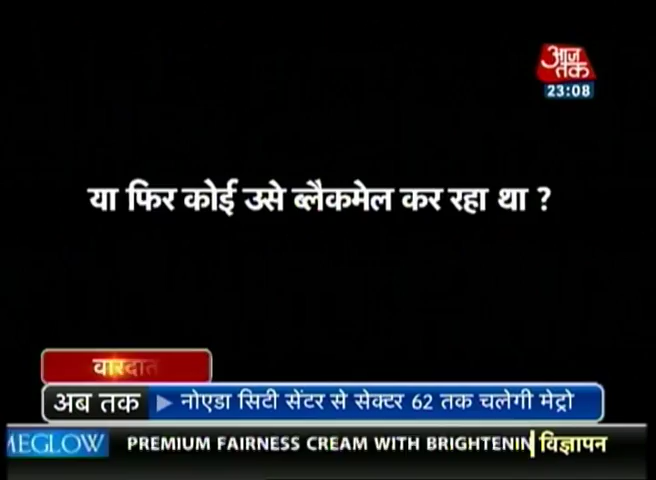 आज
तक
23:08
या फिर कोई उसे ब्लैकमेल कर रहा था ?
वारदात
अब तक नोएडा सिटी सेंटर से सेक्टर 62 तक चलेगी मेट्रो
MEGLOW PREMIUM FAIRNESS CREAM WITH BRIGHTENIN विज्ञापन